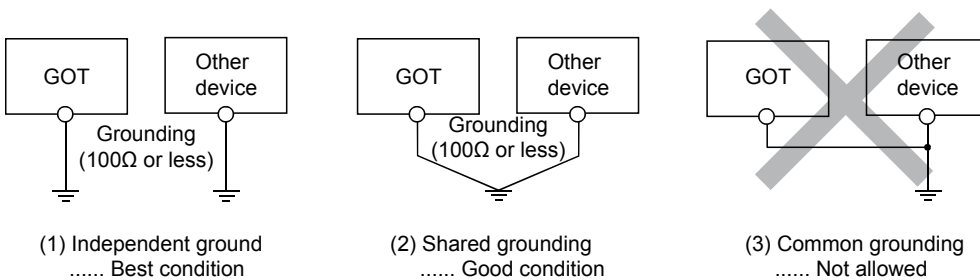 GOT
Other
device
Grounding
(100Ω or less)
(1) Independent ground
...... Best condition
GOT
Other
device
Grounding
(100Ω or less)
(2) Shared grounding
...... Good condition
GOT
Other
device
(3) Common grounding
...... Not allowed